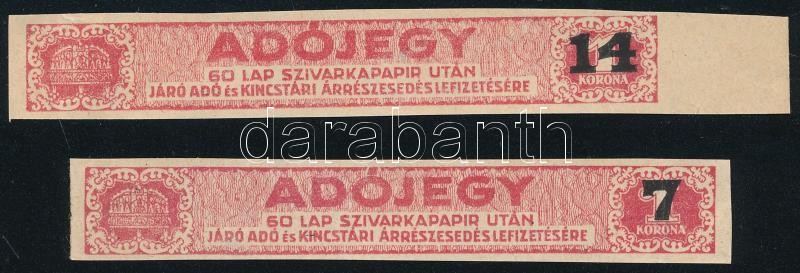 ADÓJEGY
60 LAP SZIVARKAPAPIR UTÁN
JÁRÓ ADÓ és KINCSTÁRI ÁRRÉSZESEDÉS LEFIZETÉSÉRE
14
KORONA
darabanth
ADÓJEGY
60 LAP SZIVARKAPAPIR UTÁN
JÁRÓ ADÓ és KINCSTÁRI ÁRRÉSZESEDÉS LEFIZETÉSÉRE
7
KORONA